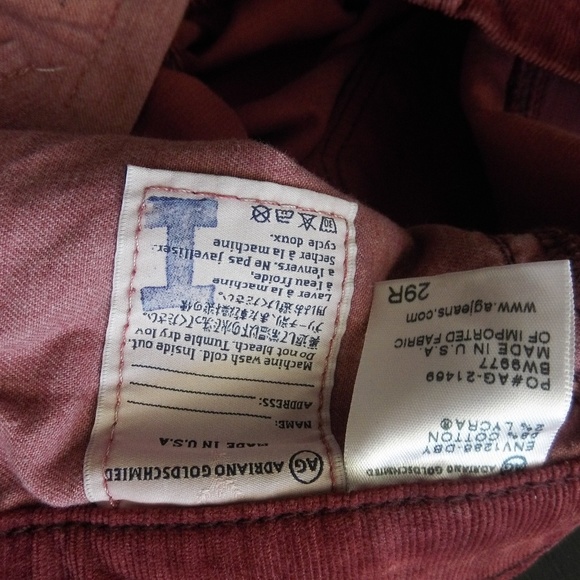 AG ADRIANO GOLDSCHMIED
MADE IN U.S.A
NAME:
ADDRESS:
Machine wash cold. Inside out.
Do not bleach. Tumble dry low
Laver à la machine
à l'eau froide,
a l'envers. Ne pas javelliser.
Sécher à la machine
cycle doux.
I
AG ADRIANO GOLDSCHMIED
ENV1286-DBY
98% COTTON
2% LYCRA®
PO#AG-21469
BW9977
MADE IN U.S.A
OF IMPORTED FABRIC
www.agjeans.com
29R